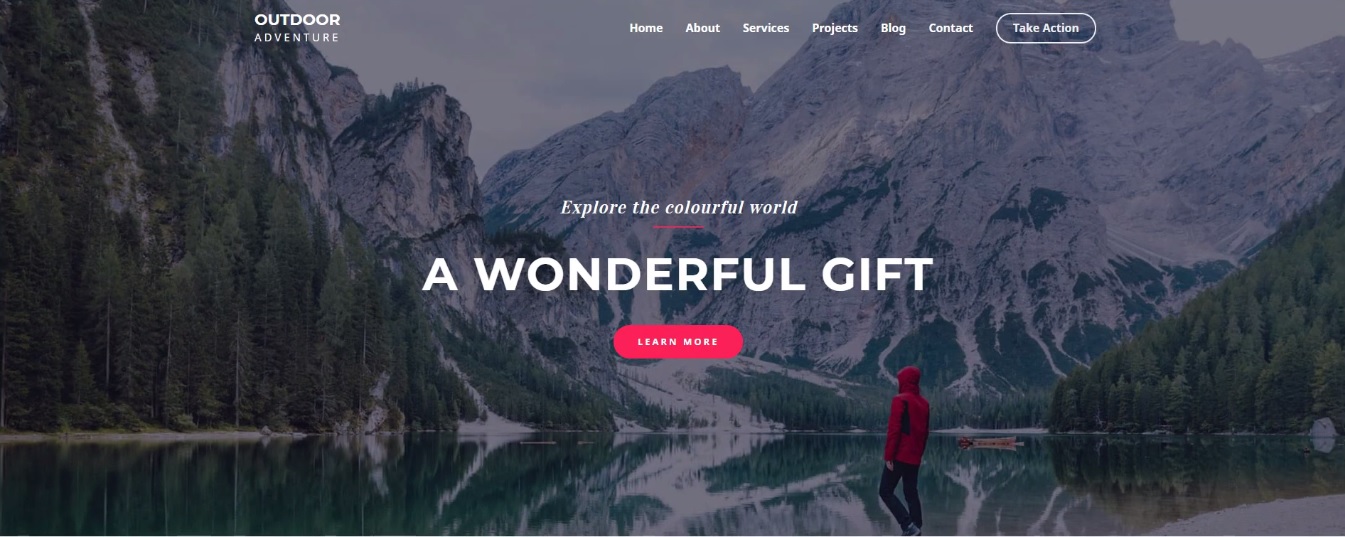 OUTDOOR
ADVENTURE
Home About Services Projects Blog Contact Take Action
Explore the colourful world
A WONDERFUL GIFT
LEARN MORE